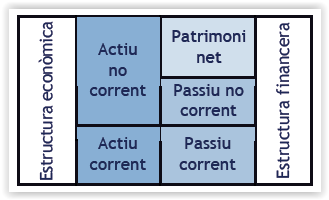 Estructura econòmica
Actiu
no
corrent
Actiu
corrent
Patrimoni
net
Passiu no
corrent
Passiu
corrent
Estructura financera